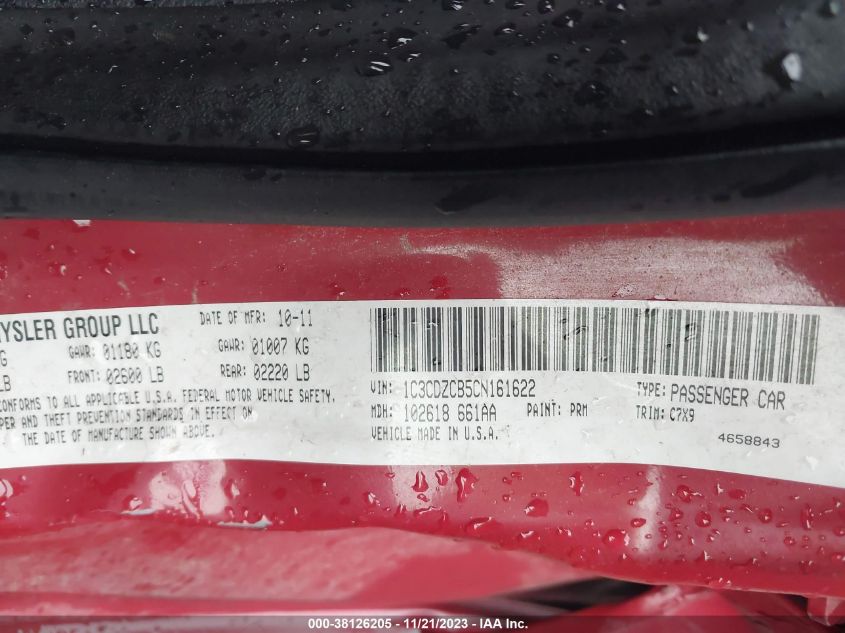 YSLER GROUP LLC DATE OF MFR: 10-11
G GAWR: 01180 KG GAWR: 01007 KG
LB FRONT: 02600 LB REAR: 02220 LB
CONFORMS TO ALL APPLICABLE U.S.A. FEDERAL MOTOR VEHICLE SAFETY,
PER AND THEFT PREVENTION STANDARDS IN EFFECT ON
THE DATE OF MANUFACTURE SHOWN ABOVE.
VIN: 1C3CDZCB5CN161622 TYPE: PASSENGER CAR
MDH: 102618 661AA PAINT: PRM TRIM: C7X9
VEHICLE MADE IN U.S.A. 4658843
000-38126205 - 11/21/2023 - © IAA, Inc.